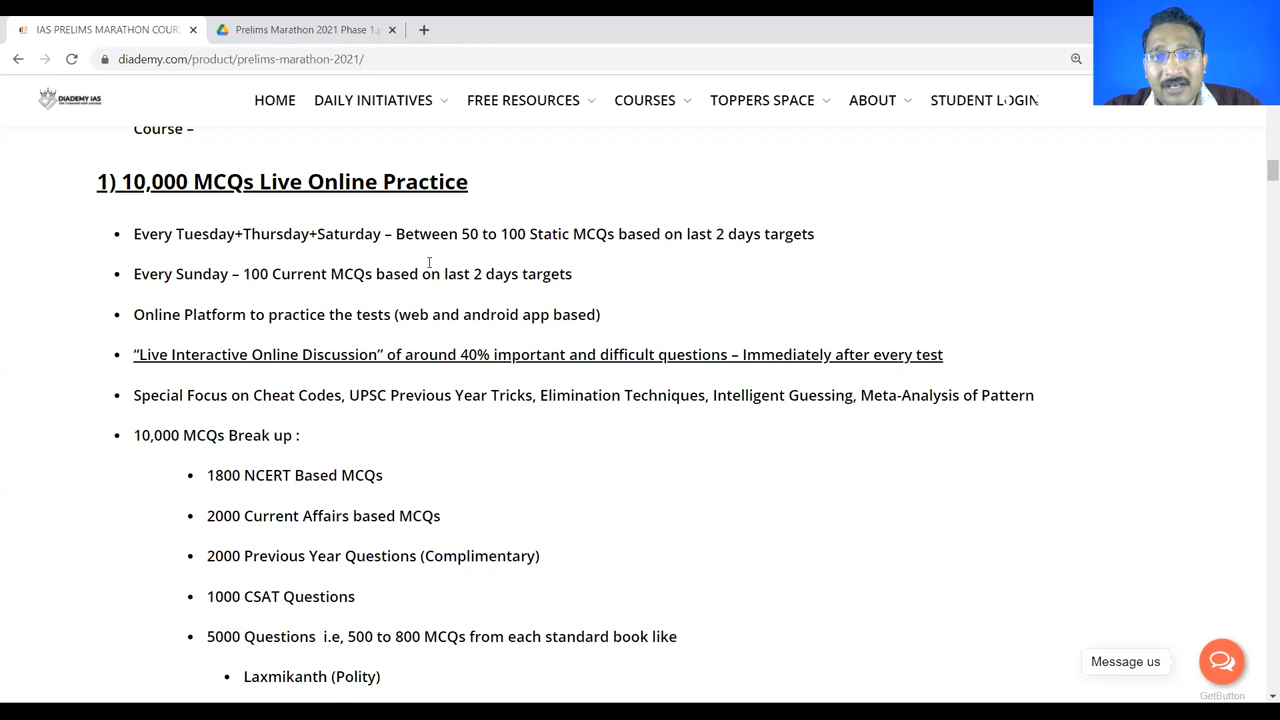 IAS PRELIMS MARATHON COUR
Prelims Marathon 2021 Phase 1.
diademy.com/product/prelims-marathon-2021/
DIADEMY IAS
HOME DAILY INITIATIVES FREE RESOURCES COURSES TOPPERS SPACE ABOUT STUDENT LOGIN
Course –
1) 10,000 MCQs Live Online Practice
• Every Tuesday+Thursday+Saturday – Between 50 to 100 Static MCQs based on last 2 days targets
• Every Sunday – 100 Current MCQs based on last 2 days targets
• Online Platform to practice the tests (web and android app based)
• “Live Interactive Online Discussion” of around 40% important and difficult questions – Immediately after every test
• Special Focus on Cheat Codes, UPSC Previous Year Tricks, Elimination Techniques, Intelligent Guessing, Meta-Analysis of Pattern
• 10,000 MCQs Break up :
• 1800 NCERT Based MCQs
• 2000 Current Affairs based MCQs
• 2000 Previous Year Questions (Complimentary)
• 1000 CSAT Questions
• 5000 Questions i.e, 500 to 800 MCQs from each standard book like
• Laxmikanth (Polity)
Message us
GetButton